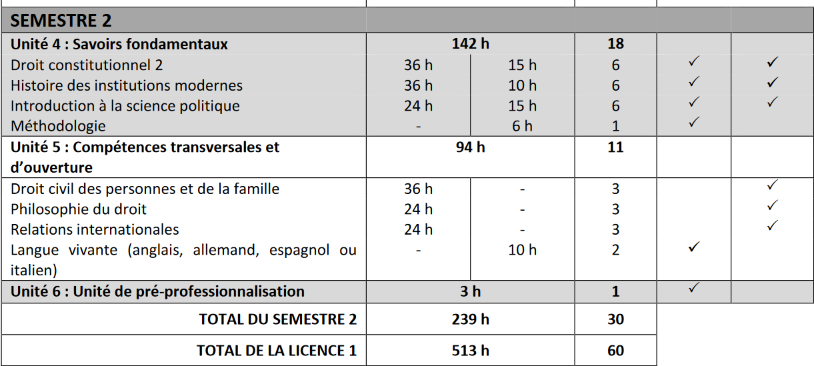 SEMESTRE 2
Unité 4 : Savoirs fondamentaux 142 h 18
Droit constitutionnel 2 36 h 15 h 6 ✓ ✓
Histoire des institutions modernes 36 h 10 h 6 ✓ ✓
Introduction à la science politique 24 h 15 h 6 ✓ ✓
Méthodologie - 6 h 1 ✓
Unité 5 : Compétences transversales et 94 h 11
d’ouverture
Droit civil des personnes et de la famille 36 h - 3 ✓
Philosophie du droit 24 h - 3 ✓
Relations internationales 24 h - 3 ✓
Langue vivante (anglais, allemand, espagnol ou - 10 h 2 ✓
italien)
Unité 6 : Unité de pré-professionnalisation 3 h 1 ✓
TOTAL DU SEMESTRE 2 239 h 30
TOTAL DE LA LICENCE 1 513 h 60